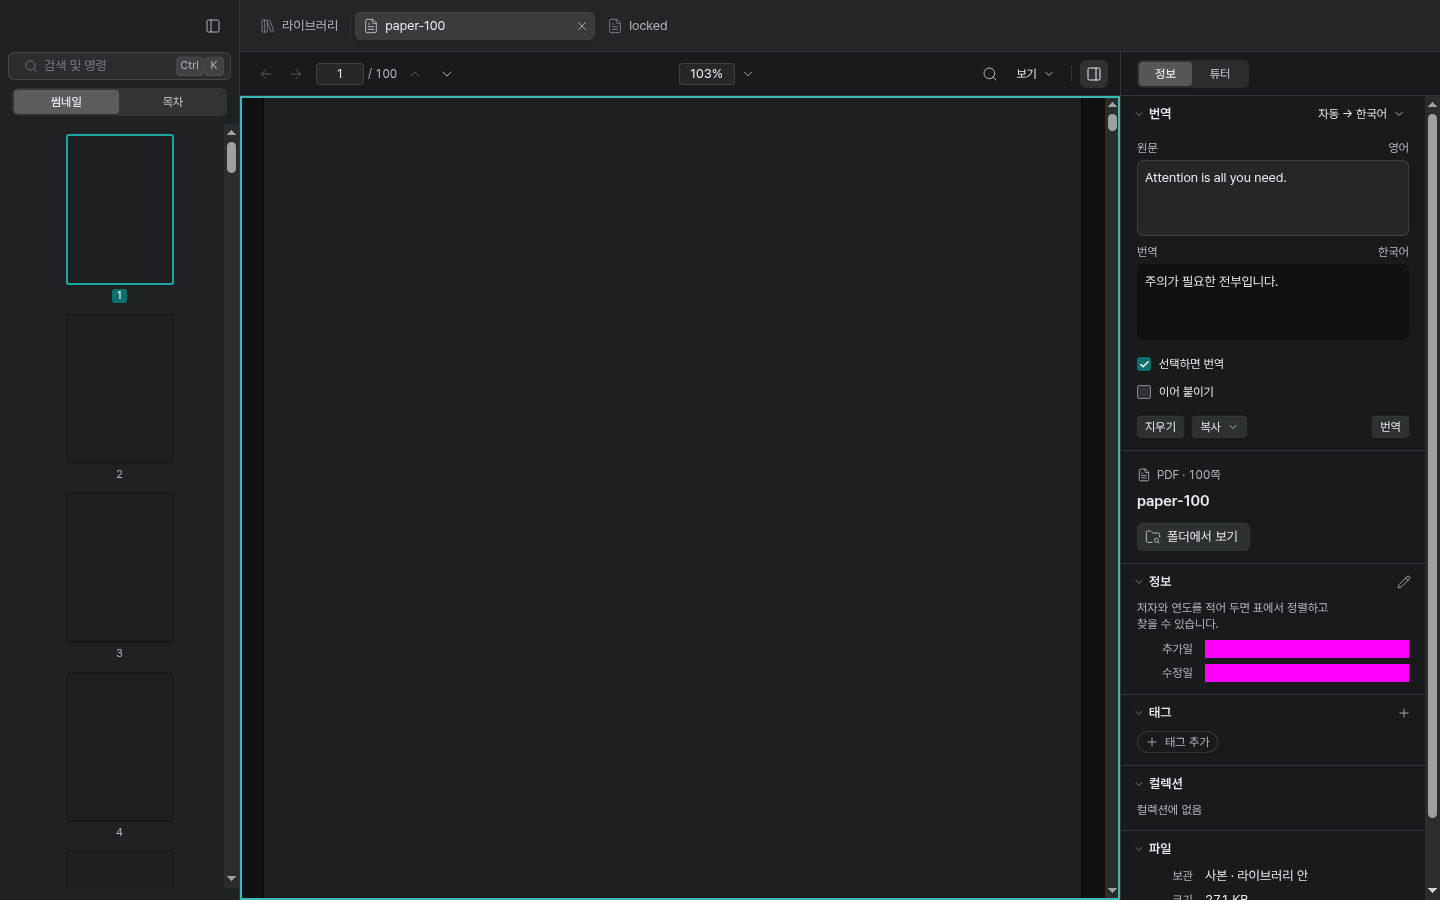 라이브러리
paper-100
locked
검색 및 명령 Ctrl K
썸네일 목차
1
2
3
4
1 / 100
103%
보기
정보 튜터
번역 자동 → 한국어
원문 영어
Attention is all you need.
번역 한국어
주의가 필요한 전부입니다.
선택하면 번역
이어 붙이기
지우기 복사 번역
PDF · 100쪽
paper-100
폴더에서 보기
정보
저자와 연도를 적어 두면 표에서 정렬하고
찾을 수 있습니다.
추가일
수정일
태그
태그 추가
컬렉션
컬렉션에 없음
파일
보관 사본 · 라이브러리 안